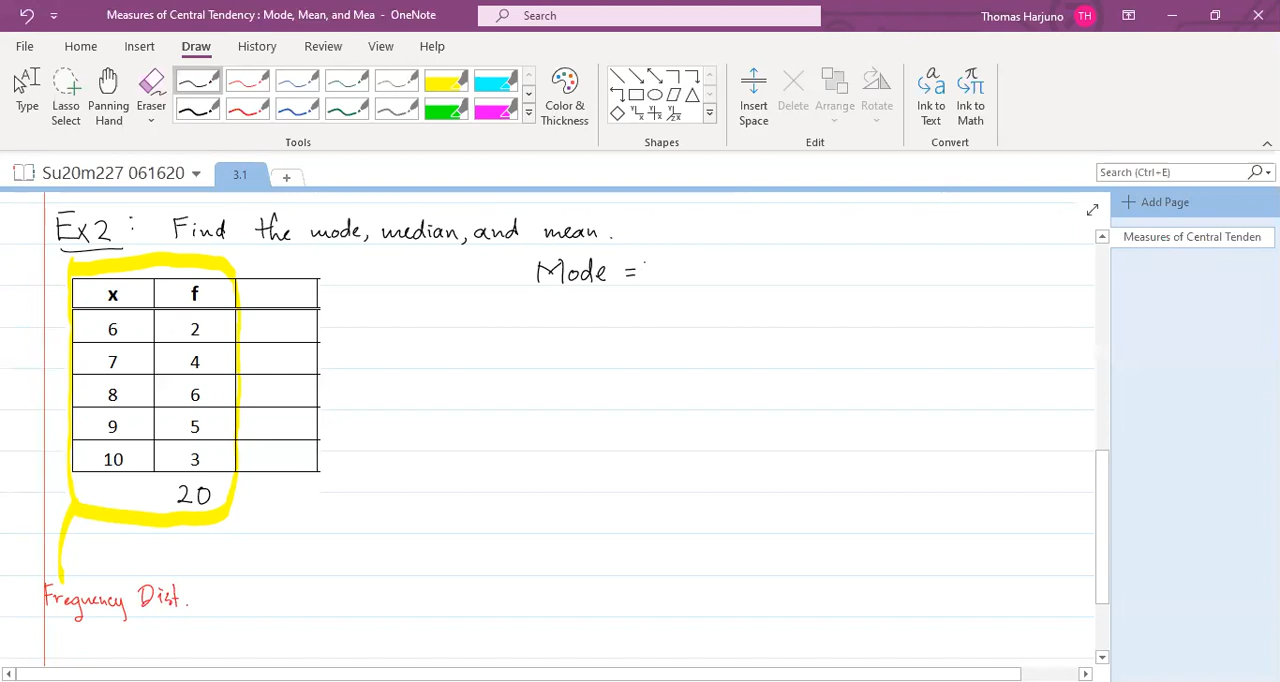 Measures of Central Tendency : Mode, Mean, and Mea - OneNote
Search
Thomas Harjuno TH
File Home Insert Draw History Review View Help
Type
Lasso Select
Panning Hand
Eraser
Color & Thickness
Insert Space
Delete
Arrange
Rotate
Ink to Text
Ink to Math
Tools
Shapes
Edit
Convert
Su20m227 061620
3.1
Search (Ctrl+E)
Add Page
Measures of Central Tenden
Ex2 : Find the mode, median, and mean.
Mode =
x f
6 2
7 4
8 6
9 5
10 3
20
Frequency Dist.